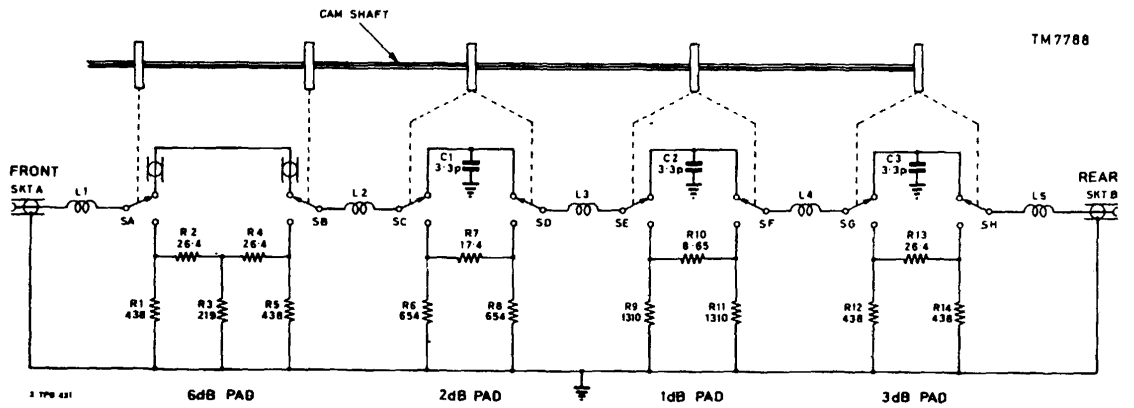 CAM SHAFT
TM 7788
FRONT
SKT A
L1
SA
SB
L2
SC
C1
3·3p
SD
L3
SE
C2
3·3p
SF
L4
SG
C3
3·3p
SH
L5
REAR
SKT B
R2
26·4
R4
26·4
R7
17·4
R10
8·65
R13
26·4
R1
438
R3
219
R5
438
R6
654
R8
654
R9
1310
R11
1310
R12
438
R14
438
6dB PAD
2dB PAD
1dB PAD
3dB PAD